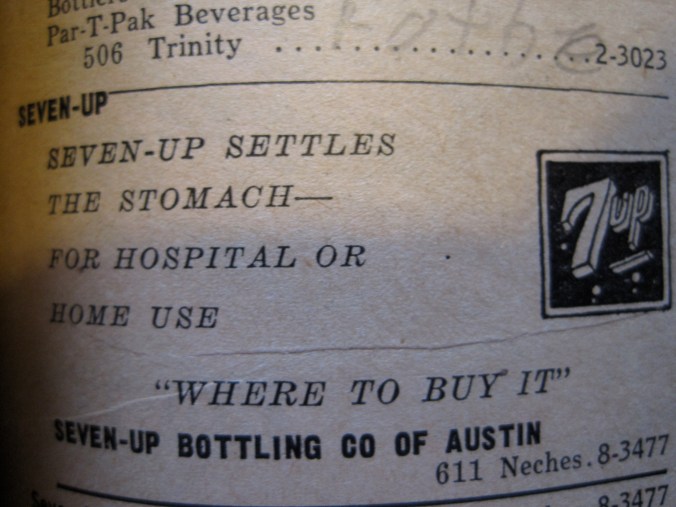 Par-T-Pak Beverages
506 Trinity ....................2-3023
SEVEN-UP
SEVEN-UP SETTLES
THE STOMACH—
FOR HOSPITAL OR
HOME USE
7up
"WHERE TO BUY IT"
SEVEN-UP BOTTLING CO OF AUSTIN
611 Neches.8-3477
8-3477